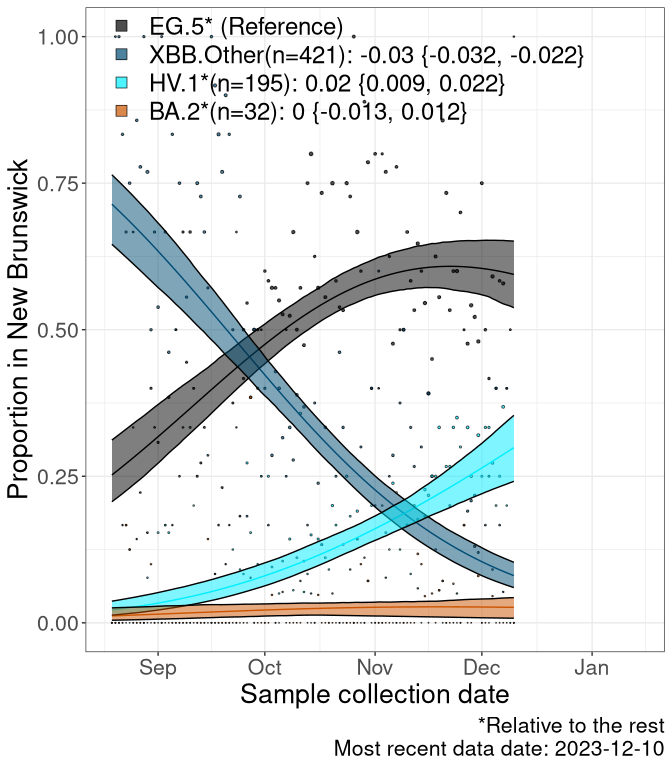 EG.5* (Reference)
XBB.Other(n=421): -0.03 {-0.032, -0.022}
HV.1*(n=195): 0.02 {0.009, 0.022}
BA.2*(n=32): 0 {-0.013, 0.012}
Proportion in New Brunswick
1.00
0.75
0.50
0.25
0.00
Sep Oct Nov Dec Jan
Sample collection date
*Relative to the rest
Most recent data date: 2023-12-10